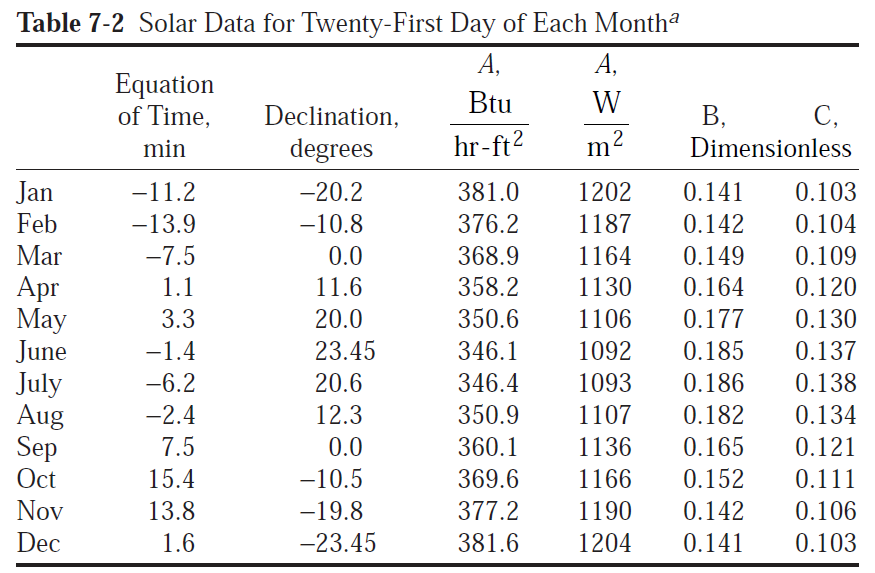 Table 7-2 Solar Data for Twenty-First Day of Each Monthª
Equation of Time, min Declination, degrees A, Btu/hr-ft² A, W/m² B, C, Dimensionless
Jan −11.2 −20.2 381.0 1202 0.141 0.103
Feb −13.9 −10.8 376.2 1187 0.142 0.104
Mar −7.5 0.0 368.9 1164 0.149 0.109
Apr 1.1 11.6 358.2 1130 0.164 0.120
May 3.3 20.0 350.6 1106 0.177 0.130
June −1.4 23.45 346.1 1092 0.185 0.137
July −6.2 20.6 346.4 1093 0.186 0.138
Aug −2.4 12.3 350.9 1107 0.182 0.134
Sep 7.5 0.0 360.1 1136 0.165 0.121
Oct 15.4 −10.5 369.6 1166 0.152 0.111
Nov 13.8 −19.8 377.2 1190 0.142 0.106
Dec 1.6 −23.45 381.6 1204 0.141 0.103